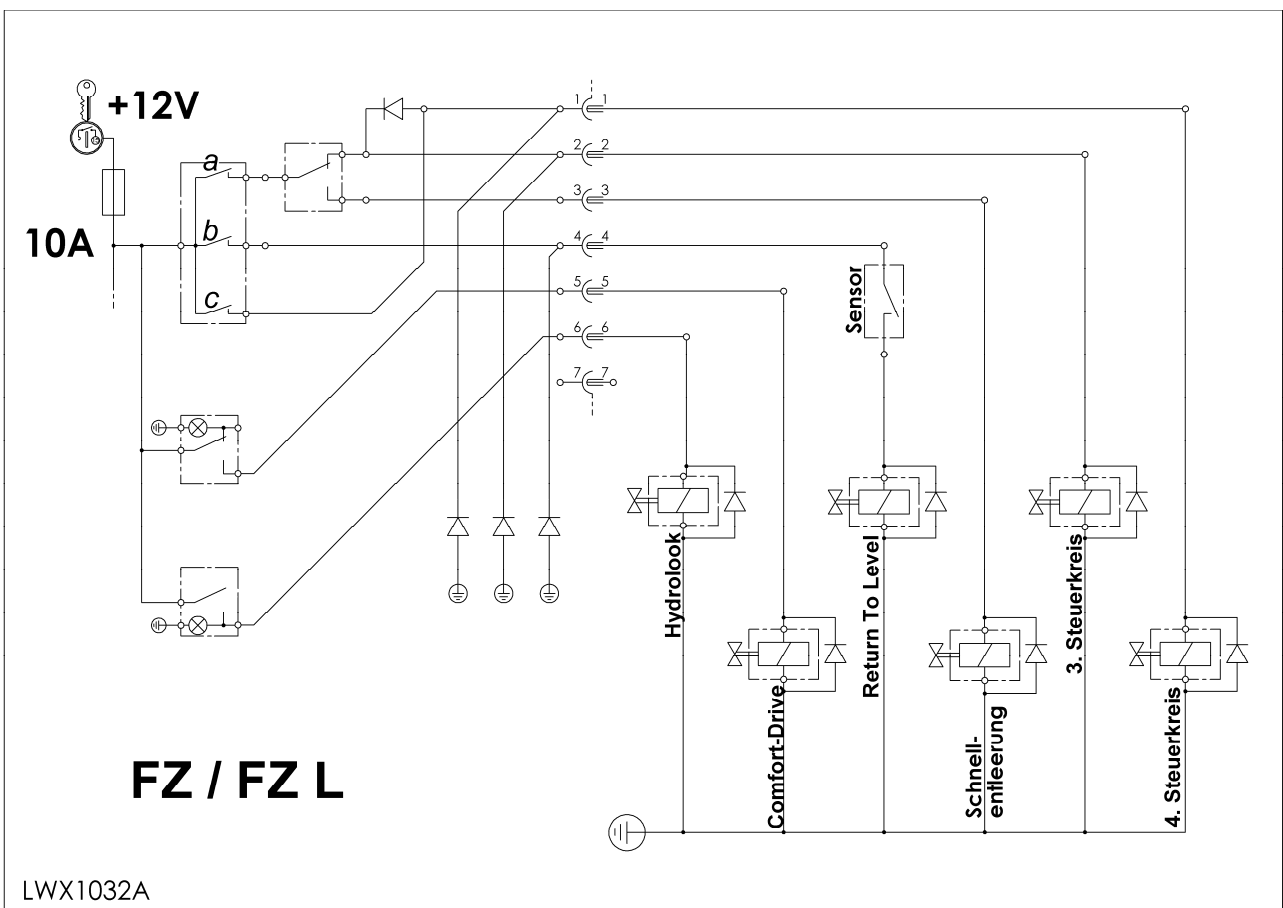 +12V
10A
a
b
c
1 1
2 2
3 3
4 4
5 5
6 6
7 7
Sensor
Hydrolook
Comfort-Drive
Return To Level
Schnell-
entleerung
3. Steuerkreis
4. Steuerkreis
FZ / FZ L
LWX1032A